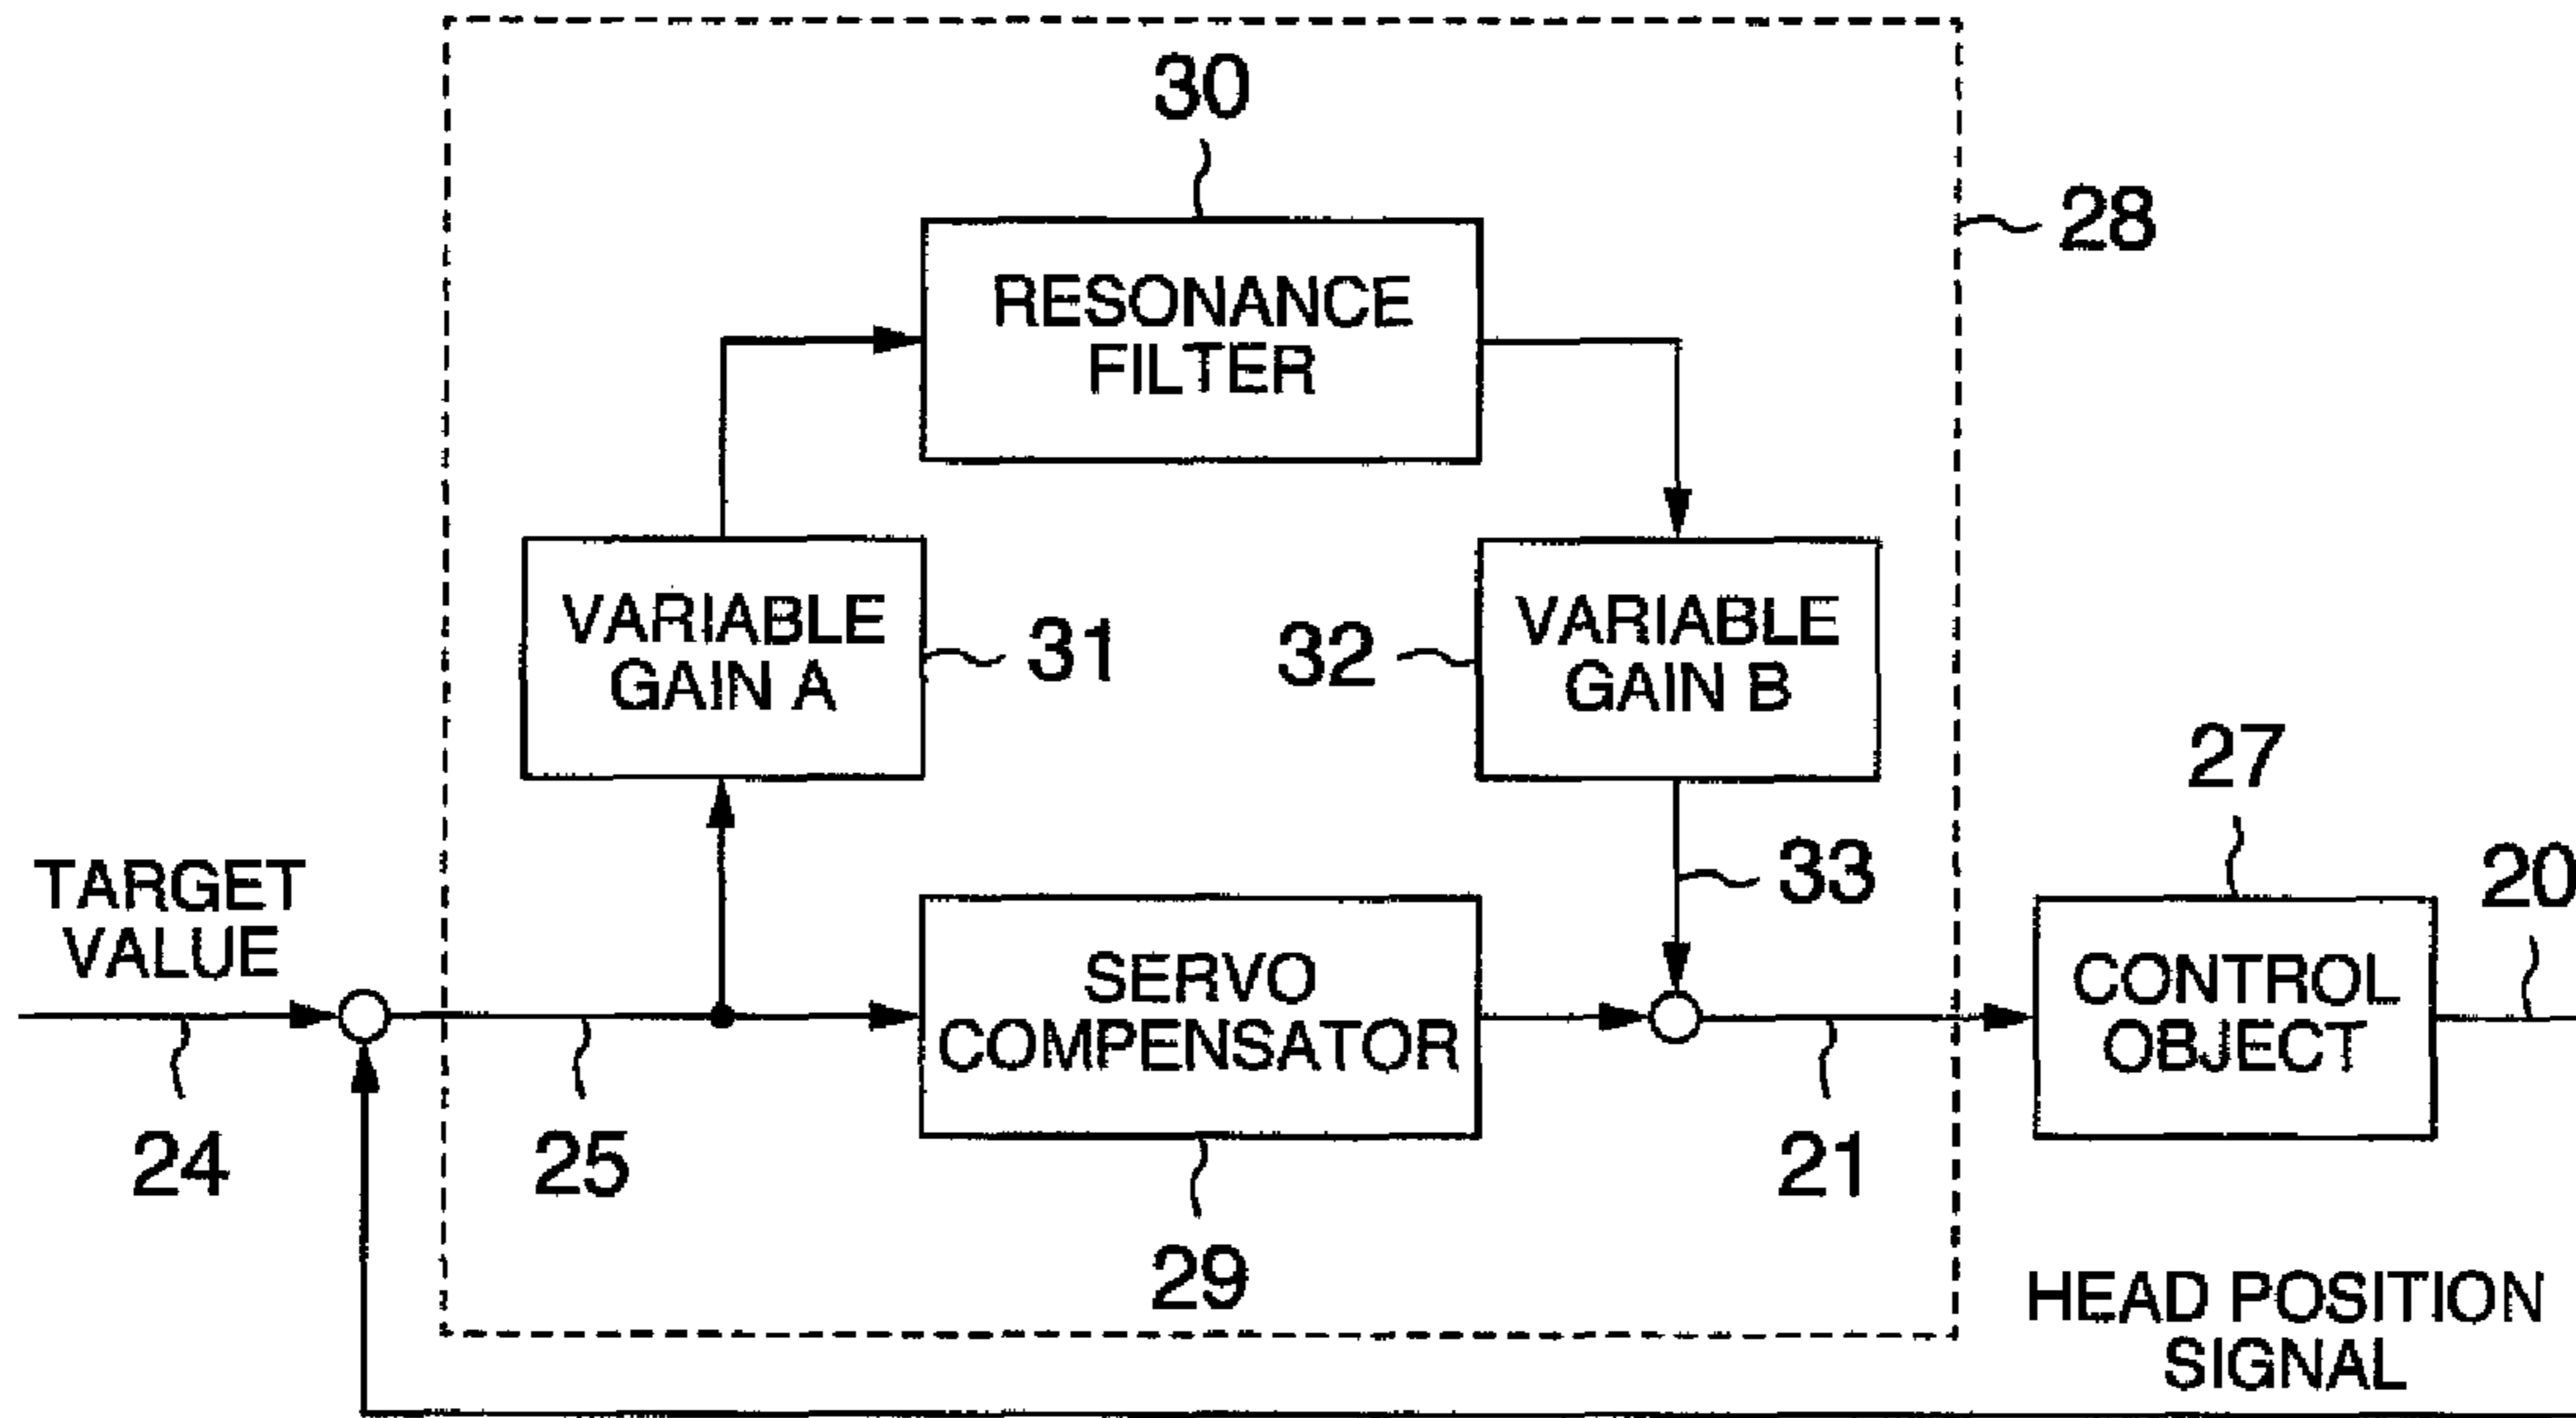 30
28
RESONANCE
FILTER
VARIABLE
GAIN A
31
32
VARIABLE
GAIN B
27
33
20
TARGET
VALUE
SERVO
COMPENSATOR
CONTROL
OBJECT
24
25
21
29
HEAD POSITION
SIGNAL